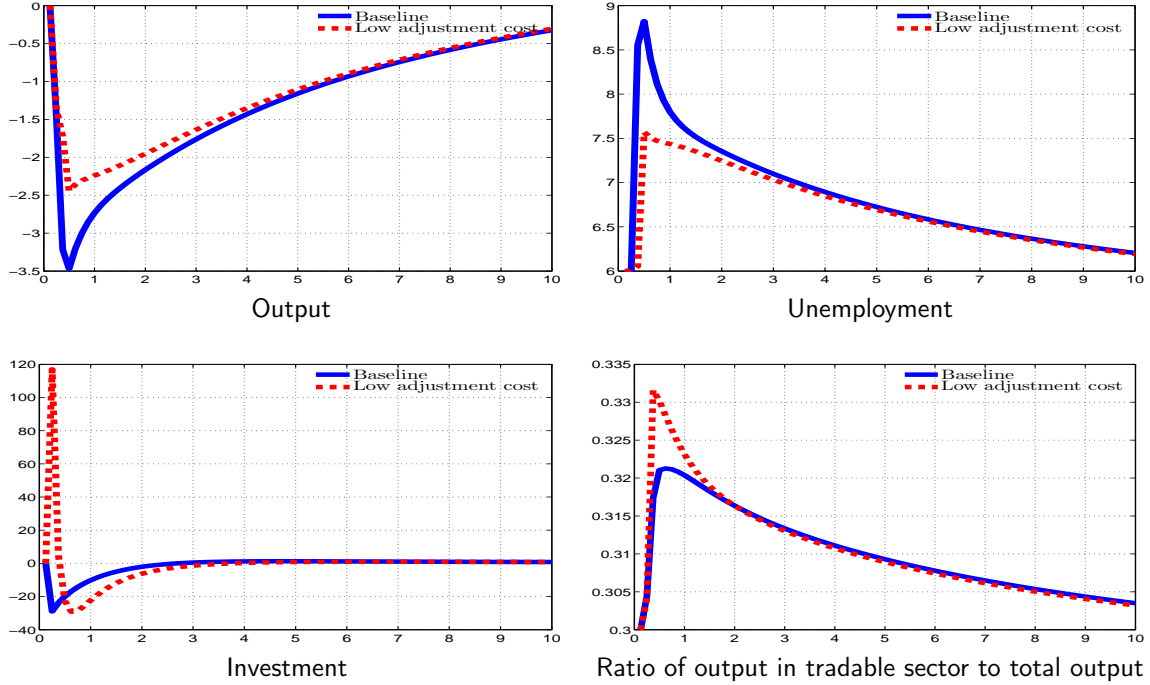 0
−0.5
−1
−1.5
−2
−2.5
−3
−3.5
0 1 2 3 4 5 6 7 8 9 10
Baseline
Low adjustment cost
Output
9
8.5
8
7.5
7
6.5
6
0 1 2 3 4 5 6 7 8 9 10
Baseline
Low adjustment cost
Unemployment
120
100
80
60
40
20
0
−20
−40
0 1 2 3 4 5 6 7 8 9 10
Baseline
Low adjustment cost
Investment
0.335
0.33
0.325
0.32
0.315
0.31
0.305
0.3
0 1 2 3 4 5 6 7 8 9 10
Baseline
Low adjustment cost
Ratio of output in tradable sector to total output